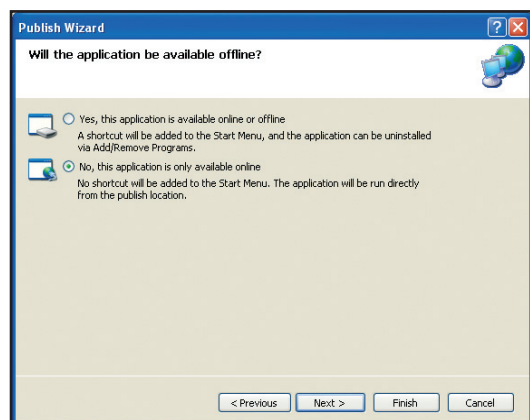 Publish Wizard
Will the application be available offline?
Yes, this application is available online or offline
A shortcut will be added to the Start Menu, and the application can be uninstalled
via Add/Remove Programs.
No, this application is only available online
No shortcut will be added to the Start Menu. The application will be run directly
from the publish location.
< Previous Next > Finish Cancel